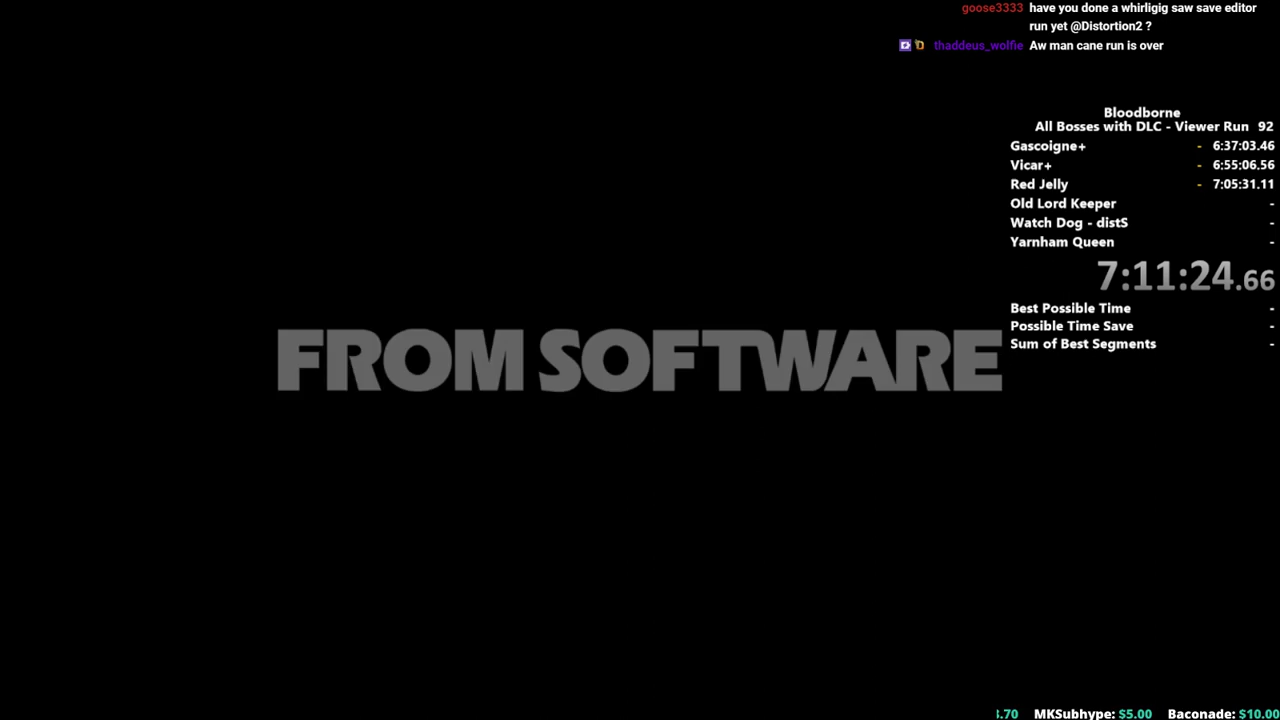 goose3333 have you done a whirligig saw save editor
run yet @Distortion2 ?
thaddeus_wolfie Aw man cane run is over
Bloodborne
All Bosses with DLC - Viewer Run 92
Gascoigne+ - 6:37:03.46
Vicar+ - 6:55:06.56
Red Jelly - 7:05:31.11
Old Lord Keeper -
Watch Dog - distS -
Yarnham Queen -
7:11:24.66
Best Possible Time -
Possible Time Save -
Sum of Best Segments -
FROM SOFTWARE
.70 MKSubhype: $5.00 Baconade: $10.00